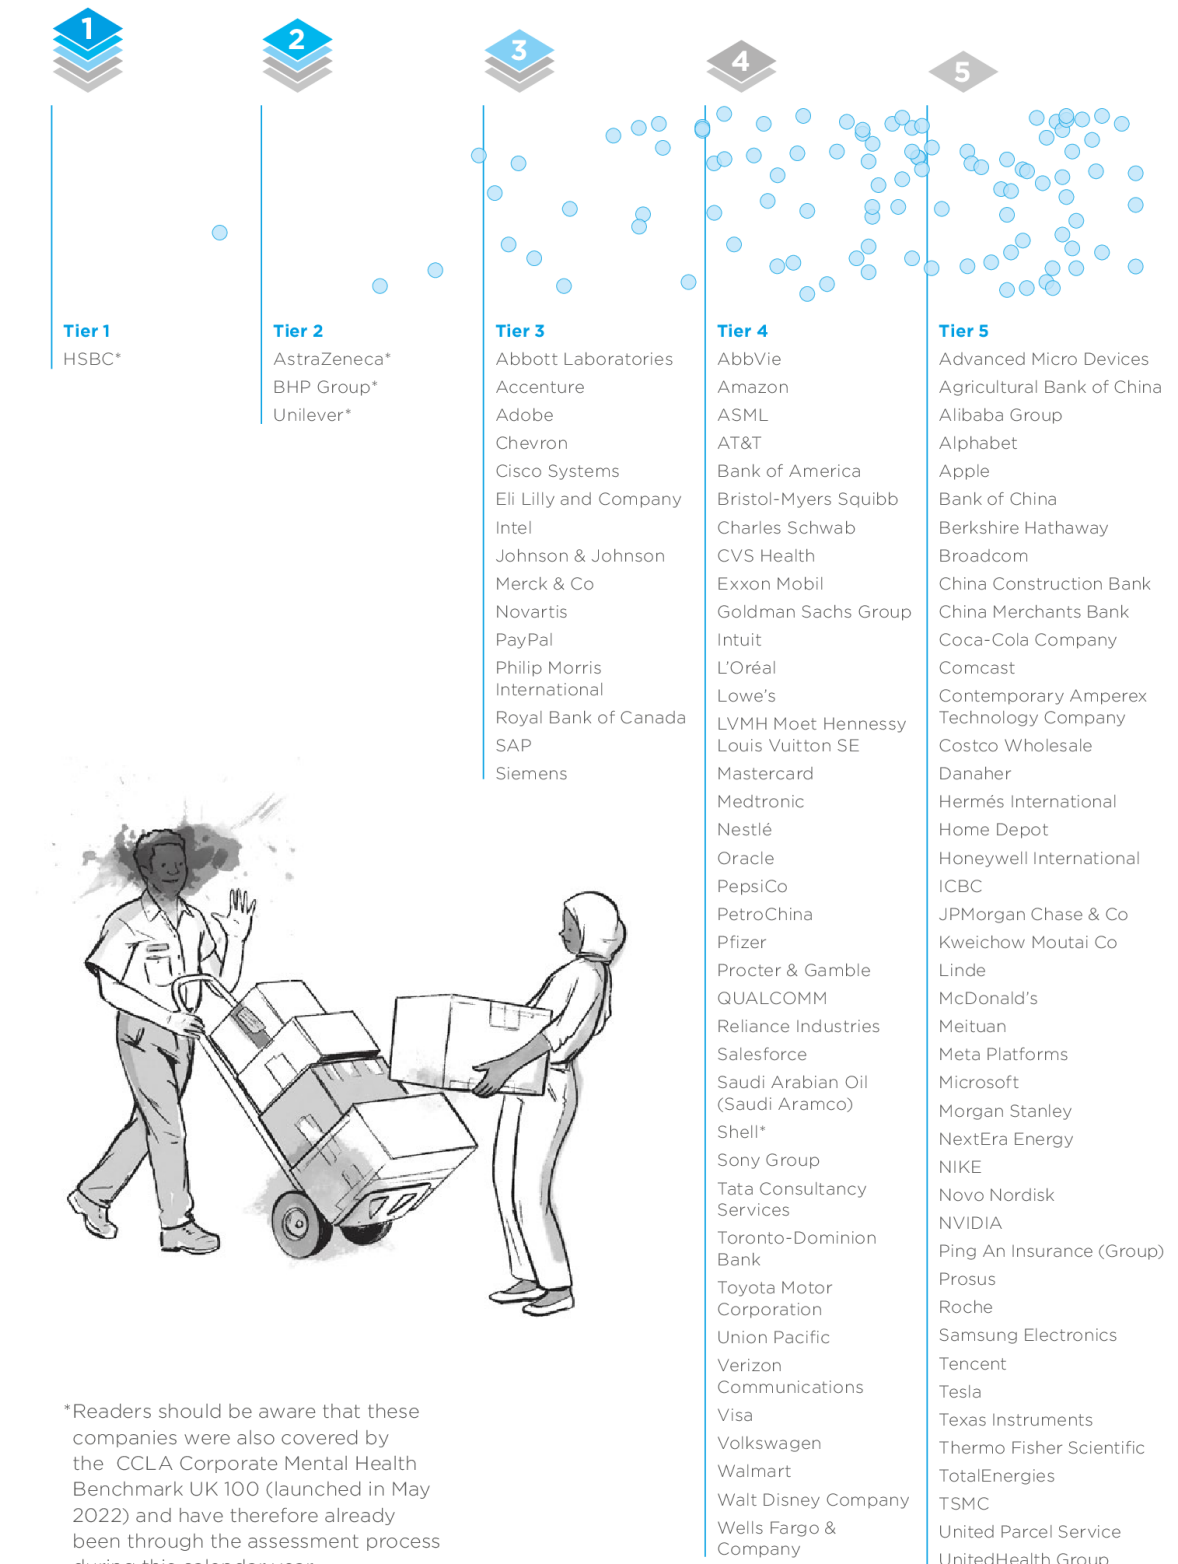 1
2
3
4
5
Tier 1
HSBC*
Tier 2
AstraZeneca*
BHP Group*
Unilever*
Tier 3
Abbott Laboratories
Accenture
Adobe
Chevron
Cisco Systems
Eli Lilly and Company
Intel
Johnson & Johnson
Merck & Co
Novartis
PayPal
Philip Morris
International
Royal Bank of Canada
SAP
Siemens
Tier 4
AbbVie
Amazon
ASML
AT&T
Bank of America
Bristol-Myers Squibb
Charles Schwab
CVS Health
Exxon Mobil
Goldman Sachs Group
Intuit
L'Oréal
Lowe's
LVMH Moet Hennessy
Louis Vuitton SE
Mastercard
Medtronic
Nestlé
Oracle
PepsiCo
PetroChina
Pfizer
Procter & Gamble
QUALCOMM
Reliance Industries
Salesforce
Saudi Arabian Oil
(Saudi Aramco)
Shell*
Sony Group
Tata Consultancy
Services
Toronto-Dominion
Bank
Toyota Motor
Corporation
Union Pacific
Verizon
Communications
Visa
Volkswagen
Walmart
Walt Disney Company
Wells Fargo &
Company
Tier 5
Advanced Micro Devices
Agricultural Bank of China
Alibaba Group
Alphabet
Apple
Bank of China
Berkshire Hathaway
Broadcom
China Construction Bank
China Merchants Bank
Coca-Cola Company
Comcast
Contemporary Amperex
Technology Company
Costco Wholesale
Danaher
Hermés International
Home Depot
Honeywell International
ICBC
JPMorgan Chase & Co
Kweichow Moutai Co
Linde
McDonald's
Meituan
Meta Platforms
Microsoft
Morgan Stanley
NextEra Energy
NIKE
Novo Nordisk
NVIDIA
Ping An Insurance (Group)
Prosus
Roche
Samsung Electronics
Tencent
Tesla
Texas Instruments
Thermo Fisher Scientific
TotalEnergies
TSMC
United Parcel Service
UnitedHealth Group
*Readers should be aware that these
companies were also covered by
the CCLA Corporate Mental Health
Benchmark UK 100 (launched in May
2022) and have therefore already
been through the assessment process
during this calendar year